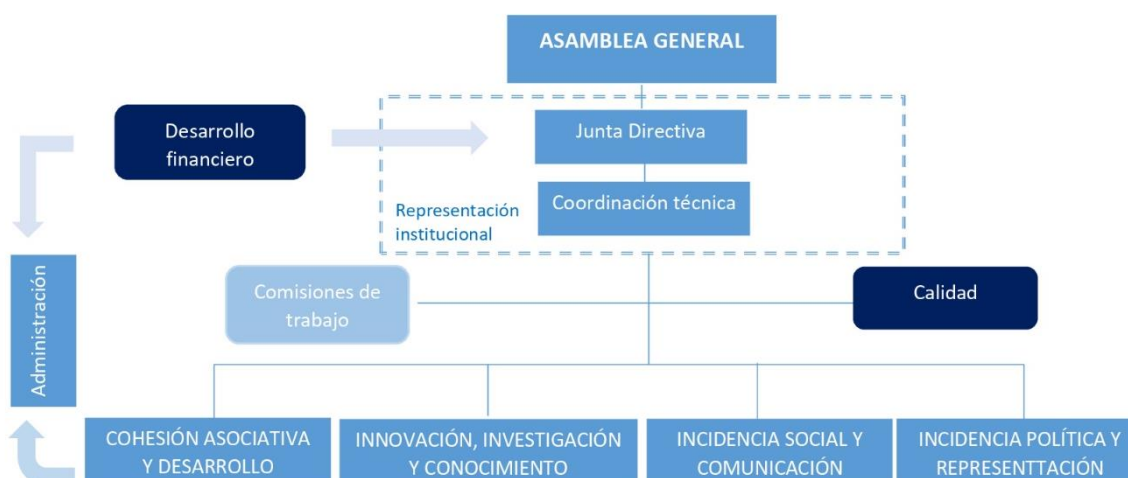 ASAMBLEA GENERAL
Desarrollo
financiero
Junta Directiva
Coordinación técnica
Representación
institucional
Administración
Comisiones de
trabajo
Calidad
COHESIÓN ASOCIATIVA
Y DESARROLLO
INNOVACIÓN, INVESTIGACIÓN
Y CONOCIMIENTO
INCIDENCIA SOCIAL Y
COMUNICACIÓN
INCIDENCIA POLÍTICA Y
REPRESENTTACIÓN